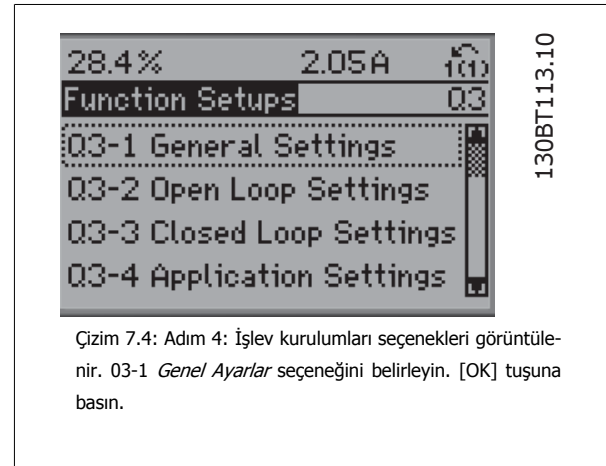 28.4% 2.05A 1(1)
Function Setups Q3
Q3-1 General Settings
Q3-2 Open Loop Settings
Q3-3 Closed Loop Settings
Q3-4 Application Settings
130BT113.10
Çizim 7.4: Adım 4: İşlev kurulumları seçenekleri görüntüle-
nir. 03-1 Genel Ayarlar seçeneğini belirleyin. [OK] tuşuna
basın.